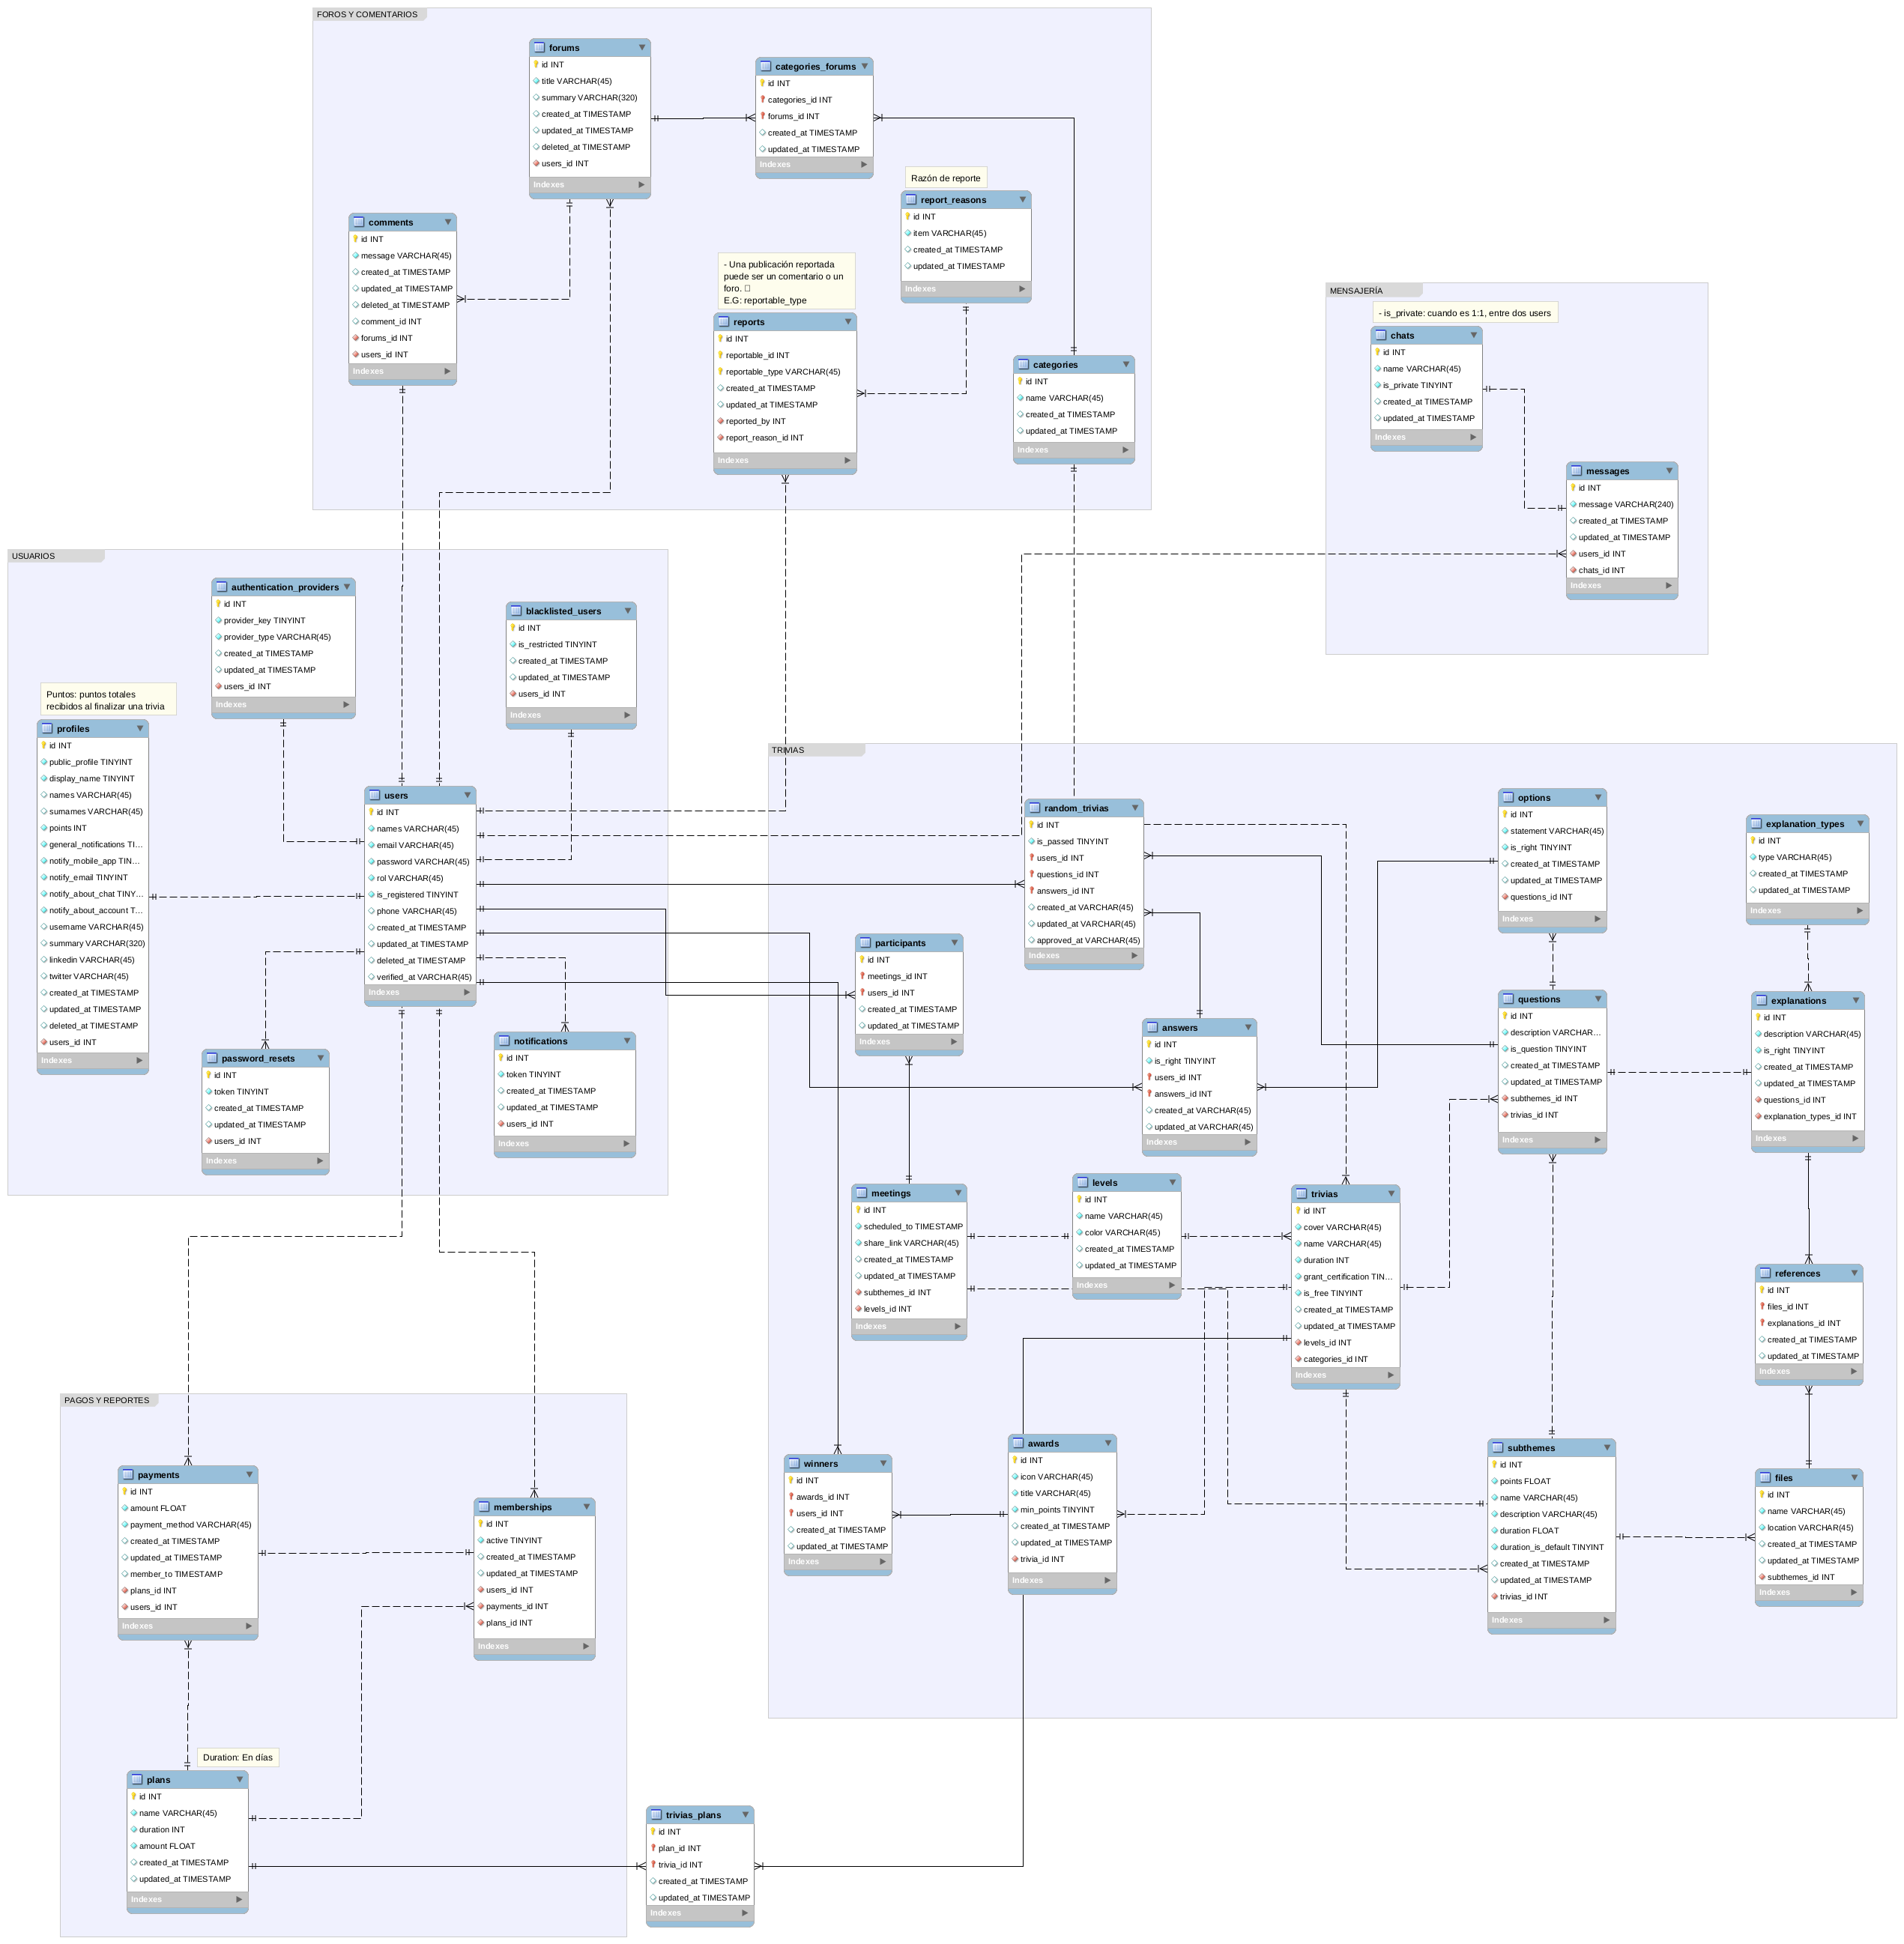 FOROS Y COMENTARIOS
forums
id INT
title VARCHAR(45)
summary VARCHAR(320)
created_at TIMESTAMP
updated_at TIMESTAMP
deleted_at TIMESTAMP
users_id INT
Indexes
categories_forums
id INT
categories_id INT
forums_id INT
created_at TIMESTAMP
updated_at TIMESTAMP
Indexes
Razón de reporte
report_reasons
id INT
item VARCHAR(45)
created_at TIMESTAMP
updated_at TIMESTAMP
Indexes
comments
id INT
message VARCHAR(45)
created_at TIMESTAMP
updated_at TIMESTAMP
deleted_at TIMESTAMP
comment_id INT
forums_id INT
users_id INT
Indexes
- Una publicación reportada
puede ser un comentario o un
foro.
E.G: reportable_type
reports
id INT
reportable_id INT
reportable_type VARCHAR(45)
created_at TIMESTAMP
updated_at TIMESTAMP
reported_by INT
report_reason_id INT
Indexes
categories
id INT
name VARCHAR(45)
created_at TIMESTAMP
updated_at TIMESTAMP
Indexes
MENSAJERÍA
- is_private: cuando es 1:1, entre dos users
chats
id INT
name VARCHAR(45)
is_private TINYINT
created_at TIMESTAMP
updated_at TIMESTAMP
Indexes
messages
id INT
message VARCHAR(240)
created_at TIMESTAMP
updated_at TIMESTAMP
users_id INT
chats_id INT
Indexes
USUARIOS
authentication_providers
id INT
provider_key TINYINT
provider_type VARCHAR(45)
created_at TIMESTAMP
updated_at TIMESTAMP
users_id INT
Indexes
blacklisted_users
id INT
is_restricted TINYINT
created_at TIMESTAMP
updated_at TIMESTAMP
users_id INT
Indexes
Puntos: puntos totales
recibidos al finalizar una trivia
profiles
id INT
public_profile TINYINT
display_name TINYINT
names VARCHAR(45)
surnames VARCHAR(45)
points INT
general_notifications TI...
notify_mobile_app TIN...
notify_email TINYINT
notify_about_chat TINY...
notify_about_account T...
username VARCHAR(45)
summary VARCHAR(320)
linkedin VARCHAR(45)
twitter VARCHAR(45)
created_at TIMESTAMP
updated_at TIMESTAMP
deleted_at TIMESTAMP
users_id INT
Indexes
users
id INT
names VARCHAR(45)
email VARCHAR(45)
password VARCHAR(45)
rol VARCHAR(45)
is_registered TINYINT
phone VARCHAR(45)
created_at TIMESTAMP
updated_at TIMESTAMP
deleted_at TIMESTAMP
verified_at VARCHAR(45)
Indexes
password_resets
id INT
token TINYINT
created_at TIMESTAMP
updated_at TIMESTAMP
users_id INT
Indexes
notifications
id INT
token TINYINT
created_at TIMESTAMP
updated_at TIMESTAMP
users_id INT
Indexes
TRIVIAS
random_trivias
id INT
is_passed TINYINT
users_id INT
questions_id INT
answers_id INT
created_at VARCHAR(45)
updated_at VARCHAR(45)
approved_at VARCHAR(45)
Indexes
options
id INT
statement VARCHAR(45)
is_right TINYINT
created_at TIMESTAMP
updated_at TIMESTAMP
questions_id INT
Indexes
explanation_types
id INT
type VARCHAR(45)
created_at TIMESTAMP
updated_at TIMESTAMP
Indexes
participants
id INT
meetings_id INT
users_id INT
created_at TIMESTAMP
updated_at TIMESTAMP
Indexes
answers
id INT
is_right TINYINT
users_id INT
answers_id INT
created_at VARCHAR(45)
updated_at VARCHAR(45)
Indexes
questions
id INT
description VARCHAR...
is_question TINYINT
created_at TIMESTAMP
updated_at TIMESTAMP
subthemes_id INT
trivias_id INT
Indexes
explanations
id INT
description VARCHAR(45)
is_right TINYINT
created_at TIMESTAMP
updated_at TIMESTAMP
questions_id INT
explanation_types_id INT
Indexes
meetings
id INT
scheduled_to TIMESTAMP
share_link VARCHAR(45)
created_at TIMESTAMP
updated_at TIMESTAMP
subthemes_id INT
levels_id INT
Indexes
levels
id INT
name VARCHAR(45)
color VARCHAR(45)
created_at TIMESTAMP
updated_at TIMESTAMP
Indexes
trivias
id INT
cover VARCHAR(45)
name VARCHAR(45)
duration INT
grant_certification TIN...
is_free TINYINT
created_at TIMESTAMP
updated_at TIMESTAMP
levels_id INT
categories_id INT
Indexes
references
id INT
files_id INT
explanations_id INT
created_at TIMESTAMP
updated_at TIMESTAMP
Indexes
winners
id INT
awards_id INT
users_id INT
created_at TIMESTAMP
updated_at TIMESTAMP
Indexes
awards
id INT
icon VARCHAR(45)
title VARCHAR(45)
min_points TINYINT
created_at TIMESTAMP
updated_at TIMESTAMP
trivia_id INT
Indexes
subthemes
id INT
points FLOAT
name VARCHAR(45)
description VARCHAR(45)
duration FLOAT
duration_is_default TINYINT
created_at TIMESTAMP
updated_at TIMESTAMP
trivias_id INT
Indexes
files
id INT
name VARCHAR(45)
location VARCHAR(45)
created_at TIMESTAMP
updated_at TIMESTAMP
subthemes_id INT
Indexes
PAGOS Y REPORTES
payments
id INT
amount FLOAT
payment_method VARCHAR(45)
created_at TIMESTAMP
updated_at TIMESTAMP
member_to TIMESTAMP
plans_id INT
users_id INT
Indexes
memberships
id INT
active TINYINT
created_at TIMESTAMP
updated_at TIMESTAMP
users_id INT
payments_id INT
plans_id INT
Indexes
Duration: En días
plans
id INT
name VARCHAR(45)
duration INT
amount FLOAT
created_at TIMESTAMP
updated_at TIMESTAMP
Indexes
trivias_plans
id INT
plan_id INT
trivia_id INT
created_at TIMESTAMP
updated_at TIMESTAMP
Indexes